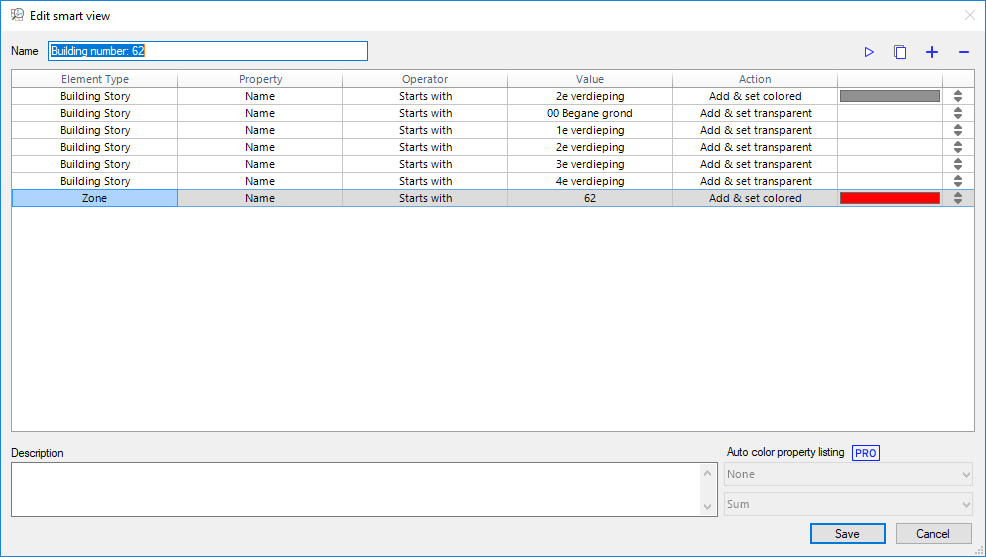 Edit smart view
Name Building number: 62
Element Type Property Operator Value Action
Building Story Name Starts with 2e verdieping Add & set colored
Building Story Name Starts with 00 Begane grond Add & set transparent
Building Story Name Starts with 1e verdieping Add & set transparent
Building Story Name Starts with 2e verdieping Add & set transparent
Building Story Name Starts with 3e verdieping Add & set transparent
Building Story Name Starts with 4e verdieping Add & set transparent
Zone Name Starts with 62 Add & set colored
Description
Auto color property listing PRO
None
Sum
Save Cancel